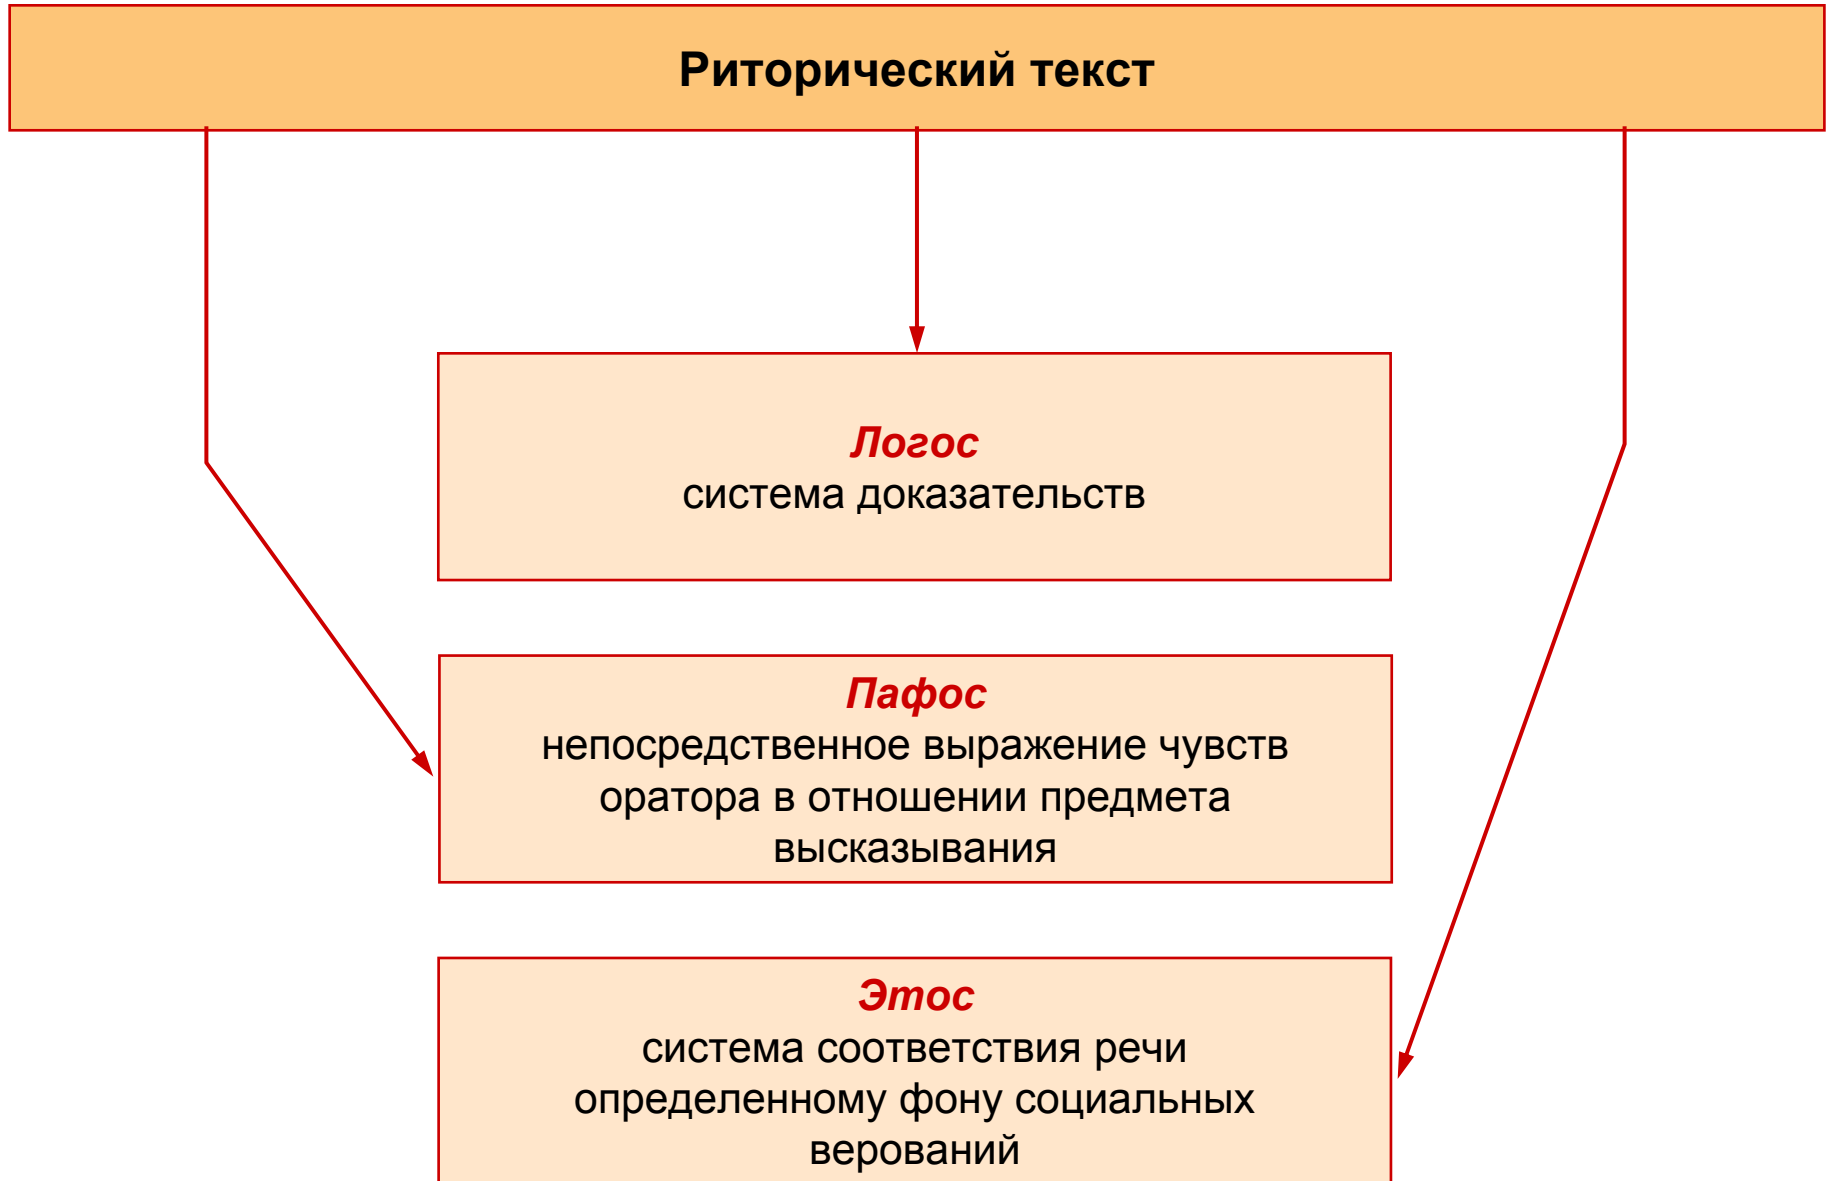 Риторический текст
Логос
система доказательств
Пафос
непосредственное выражение чувств
оратора в отношении предмета
высказывания
Этос
система соответствия речи
определенному фону социальных
верований